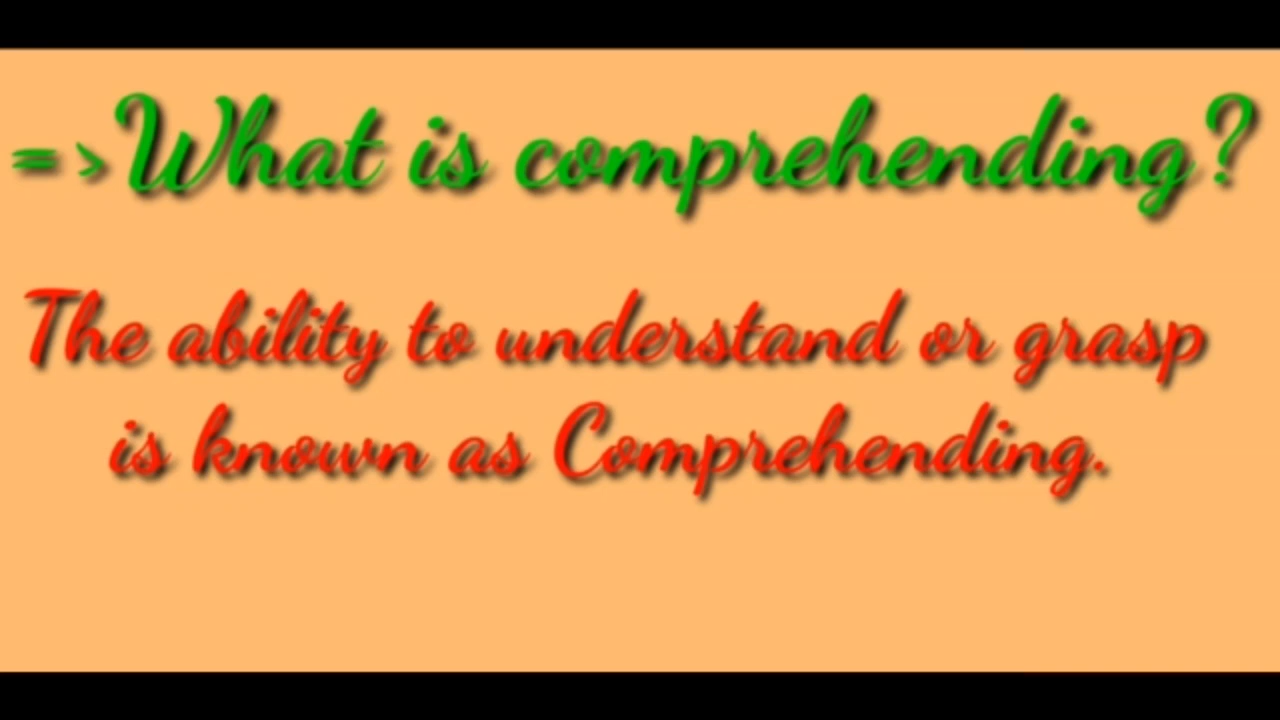 =>What is comprehending?
The ability to understand or grasp
is known as Comprehending.